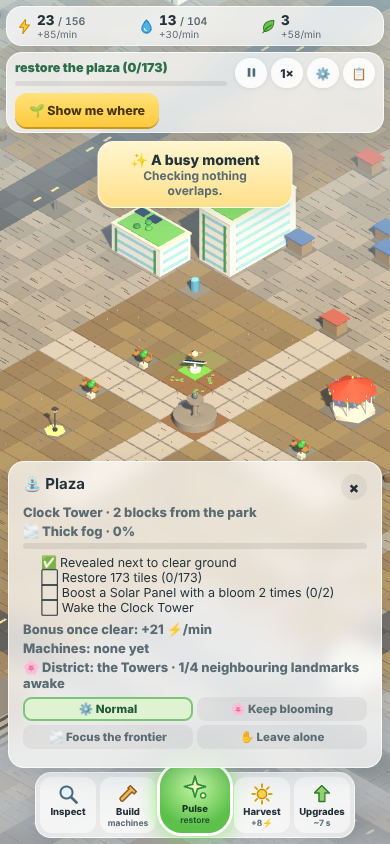 23 / 156
+85/min
13 / 104
+30/min
3
+58/min
restore the plaza (0/173)
1×
Show me where
A busy moment
Checking nothing
overlaps.
Plaza
Clock Tower · 2 blocks from the park
Thick fog · 0%
Revealed next to clear ground
Restore 173 tiles (0/173)
Boost a Solar Panel with a bloom 2 times (0/2)
Wake the Clock Tower
Bonus once clear: +21 ⚡/min
Machines: none yet
District: the Towers · 1/4 neighbouring landmarks
awake
Normal
Keep blooming
Focus the frontier
Leave alone
Inspect
Build
machines
Pulse
restore
Harvest
+8⚡
Upgrades
~7 s